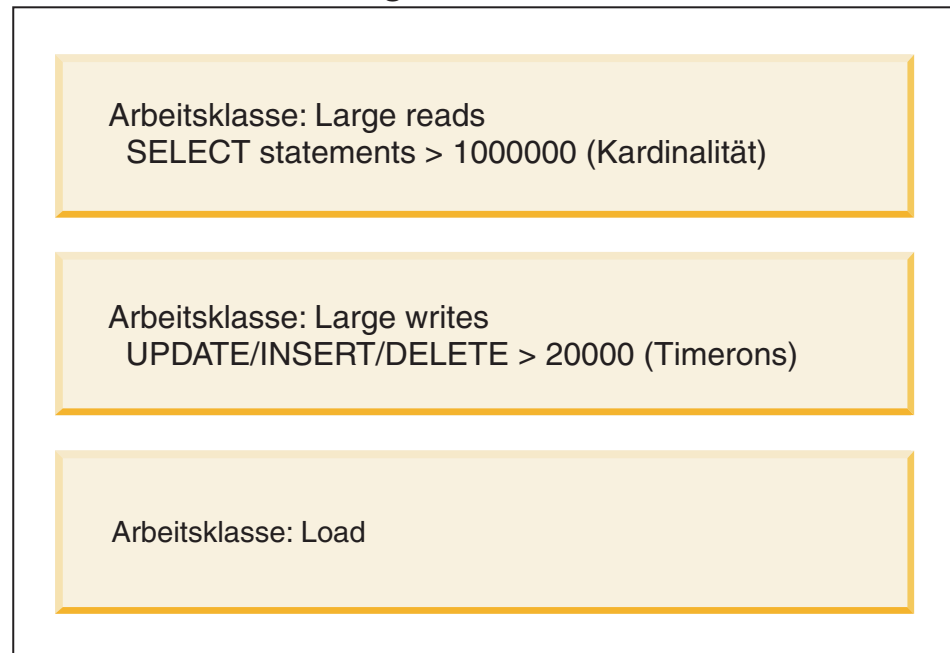 Arbeitsklasse: Large reads
SELECT statements > 1000000 (Kardinalität)
Arbeitsklasse: Large writes
UPDATE/INSERT/DELETE > 20000 (Timerons)
Arbeitsklasse: Load